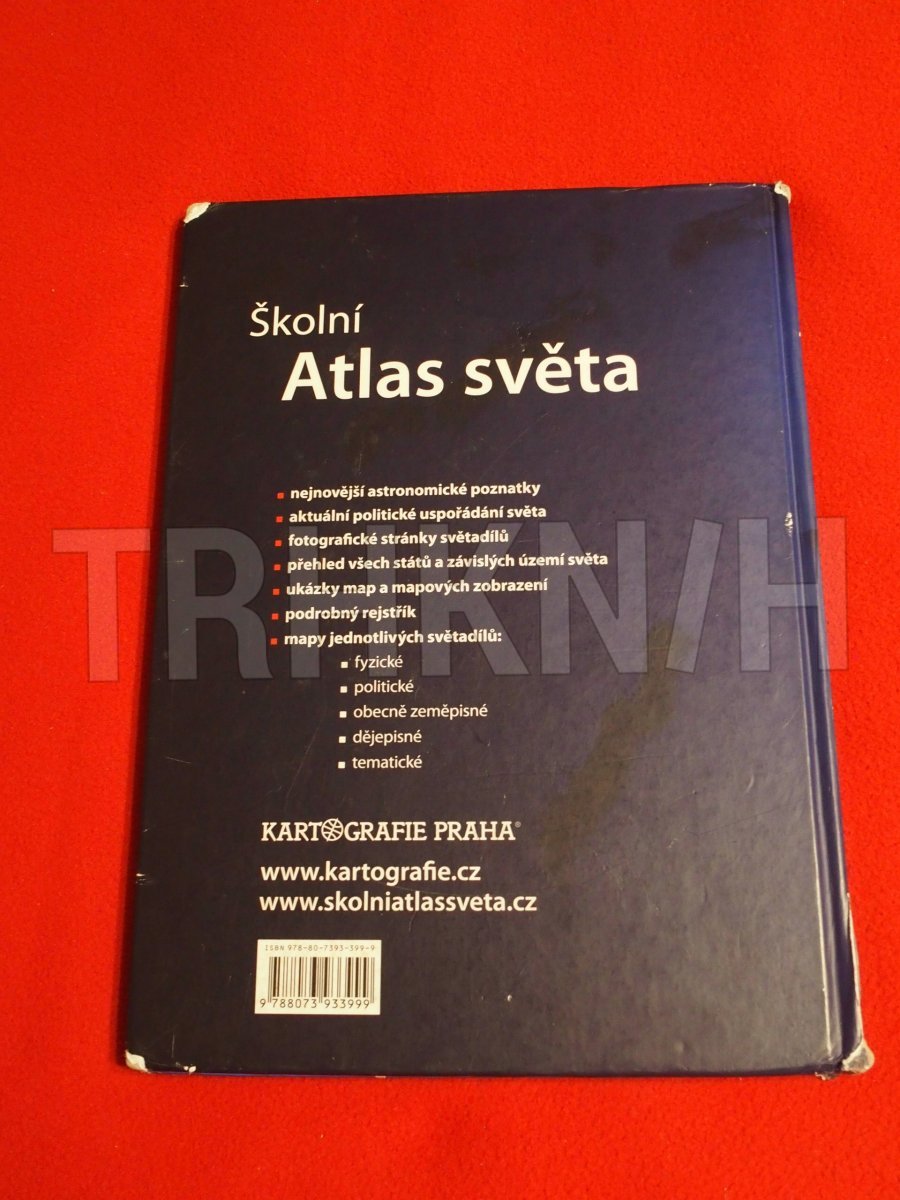 Školní
Atlas světa
nejnovější astronomické poznatky
aktuální politické uspořádání světa
fotografické stránky světadílů
přehled všech států a závislých území světa
ukázky map a mapových zobrazení
podrobný rejstřík
mapy jednotlivých světadílů:
fyzické
politické
obecně zeměpisné
dějepisné
tematické
KARTOGRAFIE PRAHA®
www.kartografie.cz
www.skolniatlassveta.cz
ISBN 978-80-7393-399-9
9 788073 933999
TRHKNIH